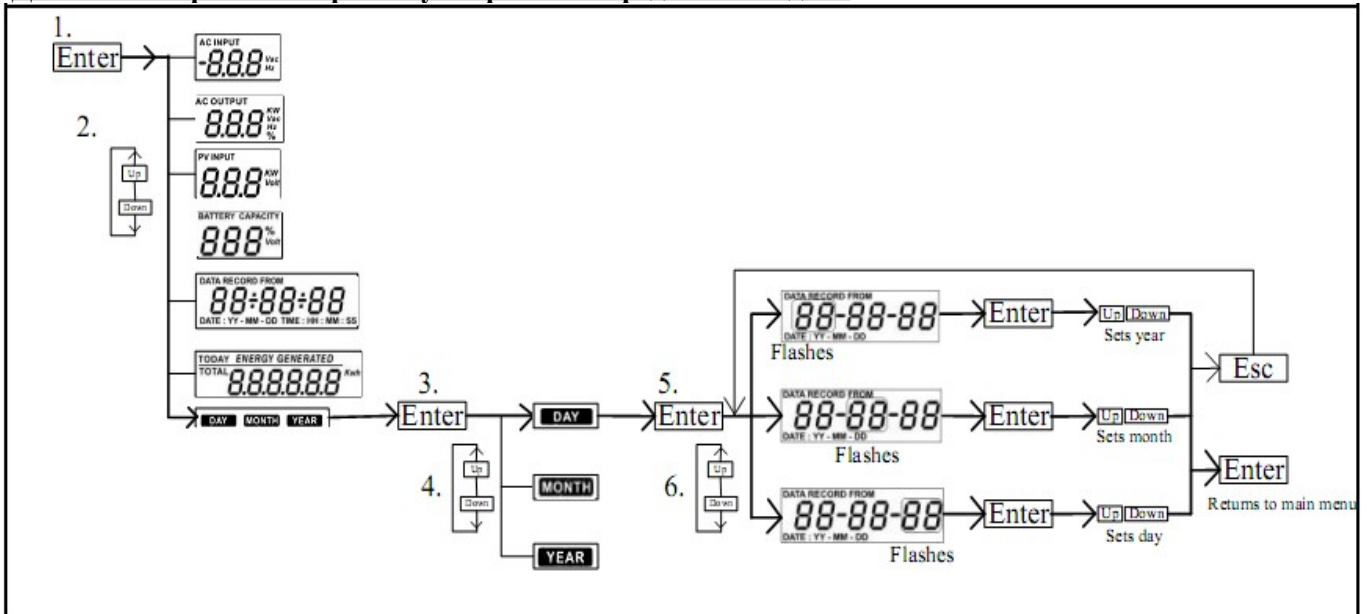 1.
Enter
AC INPUT
-8.8.8 Vac
Hz
AC OUTPUT
8.8.8 KW
Vac
Hz
%
2.
Up
Down
PV INPUT
8.8.8 KW
Volt
BATTERY CAPACITY
888 %
Volt
DATA RECORD FROM
88:88:88
DATE : YY - MM - DD TIME : HH : MM : SS
TODAY ENERGY GENERATED
TOTAL 8.8.8.8.8.8 Kwh
DAY MONTH YEAR
3.
Enter
4.
Up
Down
DAY
MONTH
YEAR
5.
Enter
6.
Up
Down
DATA RECORD FROM
88-88-88
DATE : YY - MM - DD
Flashes
Enter
Up Down
Sets year
DATA RECORD FROM
88-88-88
DATE : YY - MM - DD
Flashes
Enter
Up Down
Sets month
DATA RECORD FROM
88-88-88
DATE : YY - MM - DD
Flashes
Enter
Up Down
Sets day
Esc
Enter
Returns to main menu